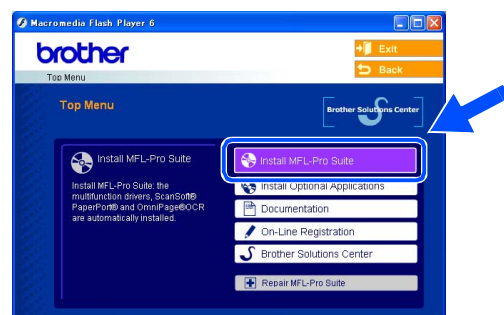 Macromedia Flash Player 6
brother
Exit
Back
Top Menu
Top Menu
Brother Solutions Center
Install MFL-Pro Suite
Install MFL-Pro Suite: the
multifunction drivers, ScanSoft®
PaperPort® and OmniPage®OCR
are automatically installed.
Install MFL-Pro Suite
Install Optional Applications
Documentation
On-Line Registration
Brother Solutions Center
Repair MFL-Pro Suite